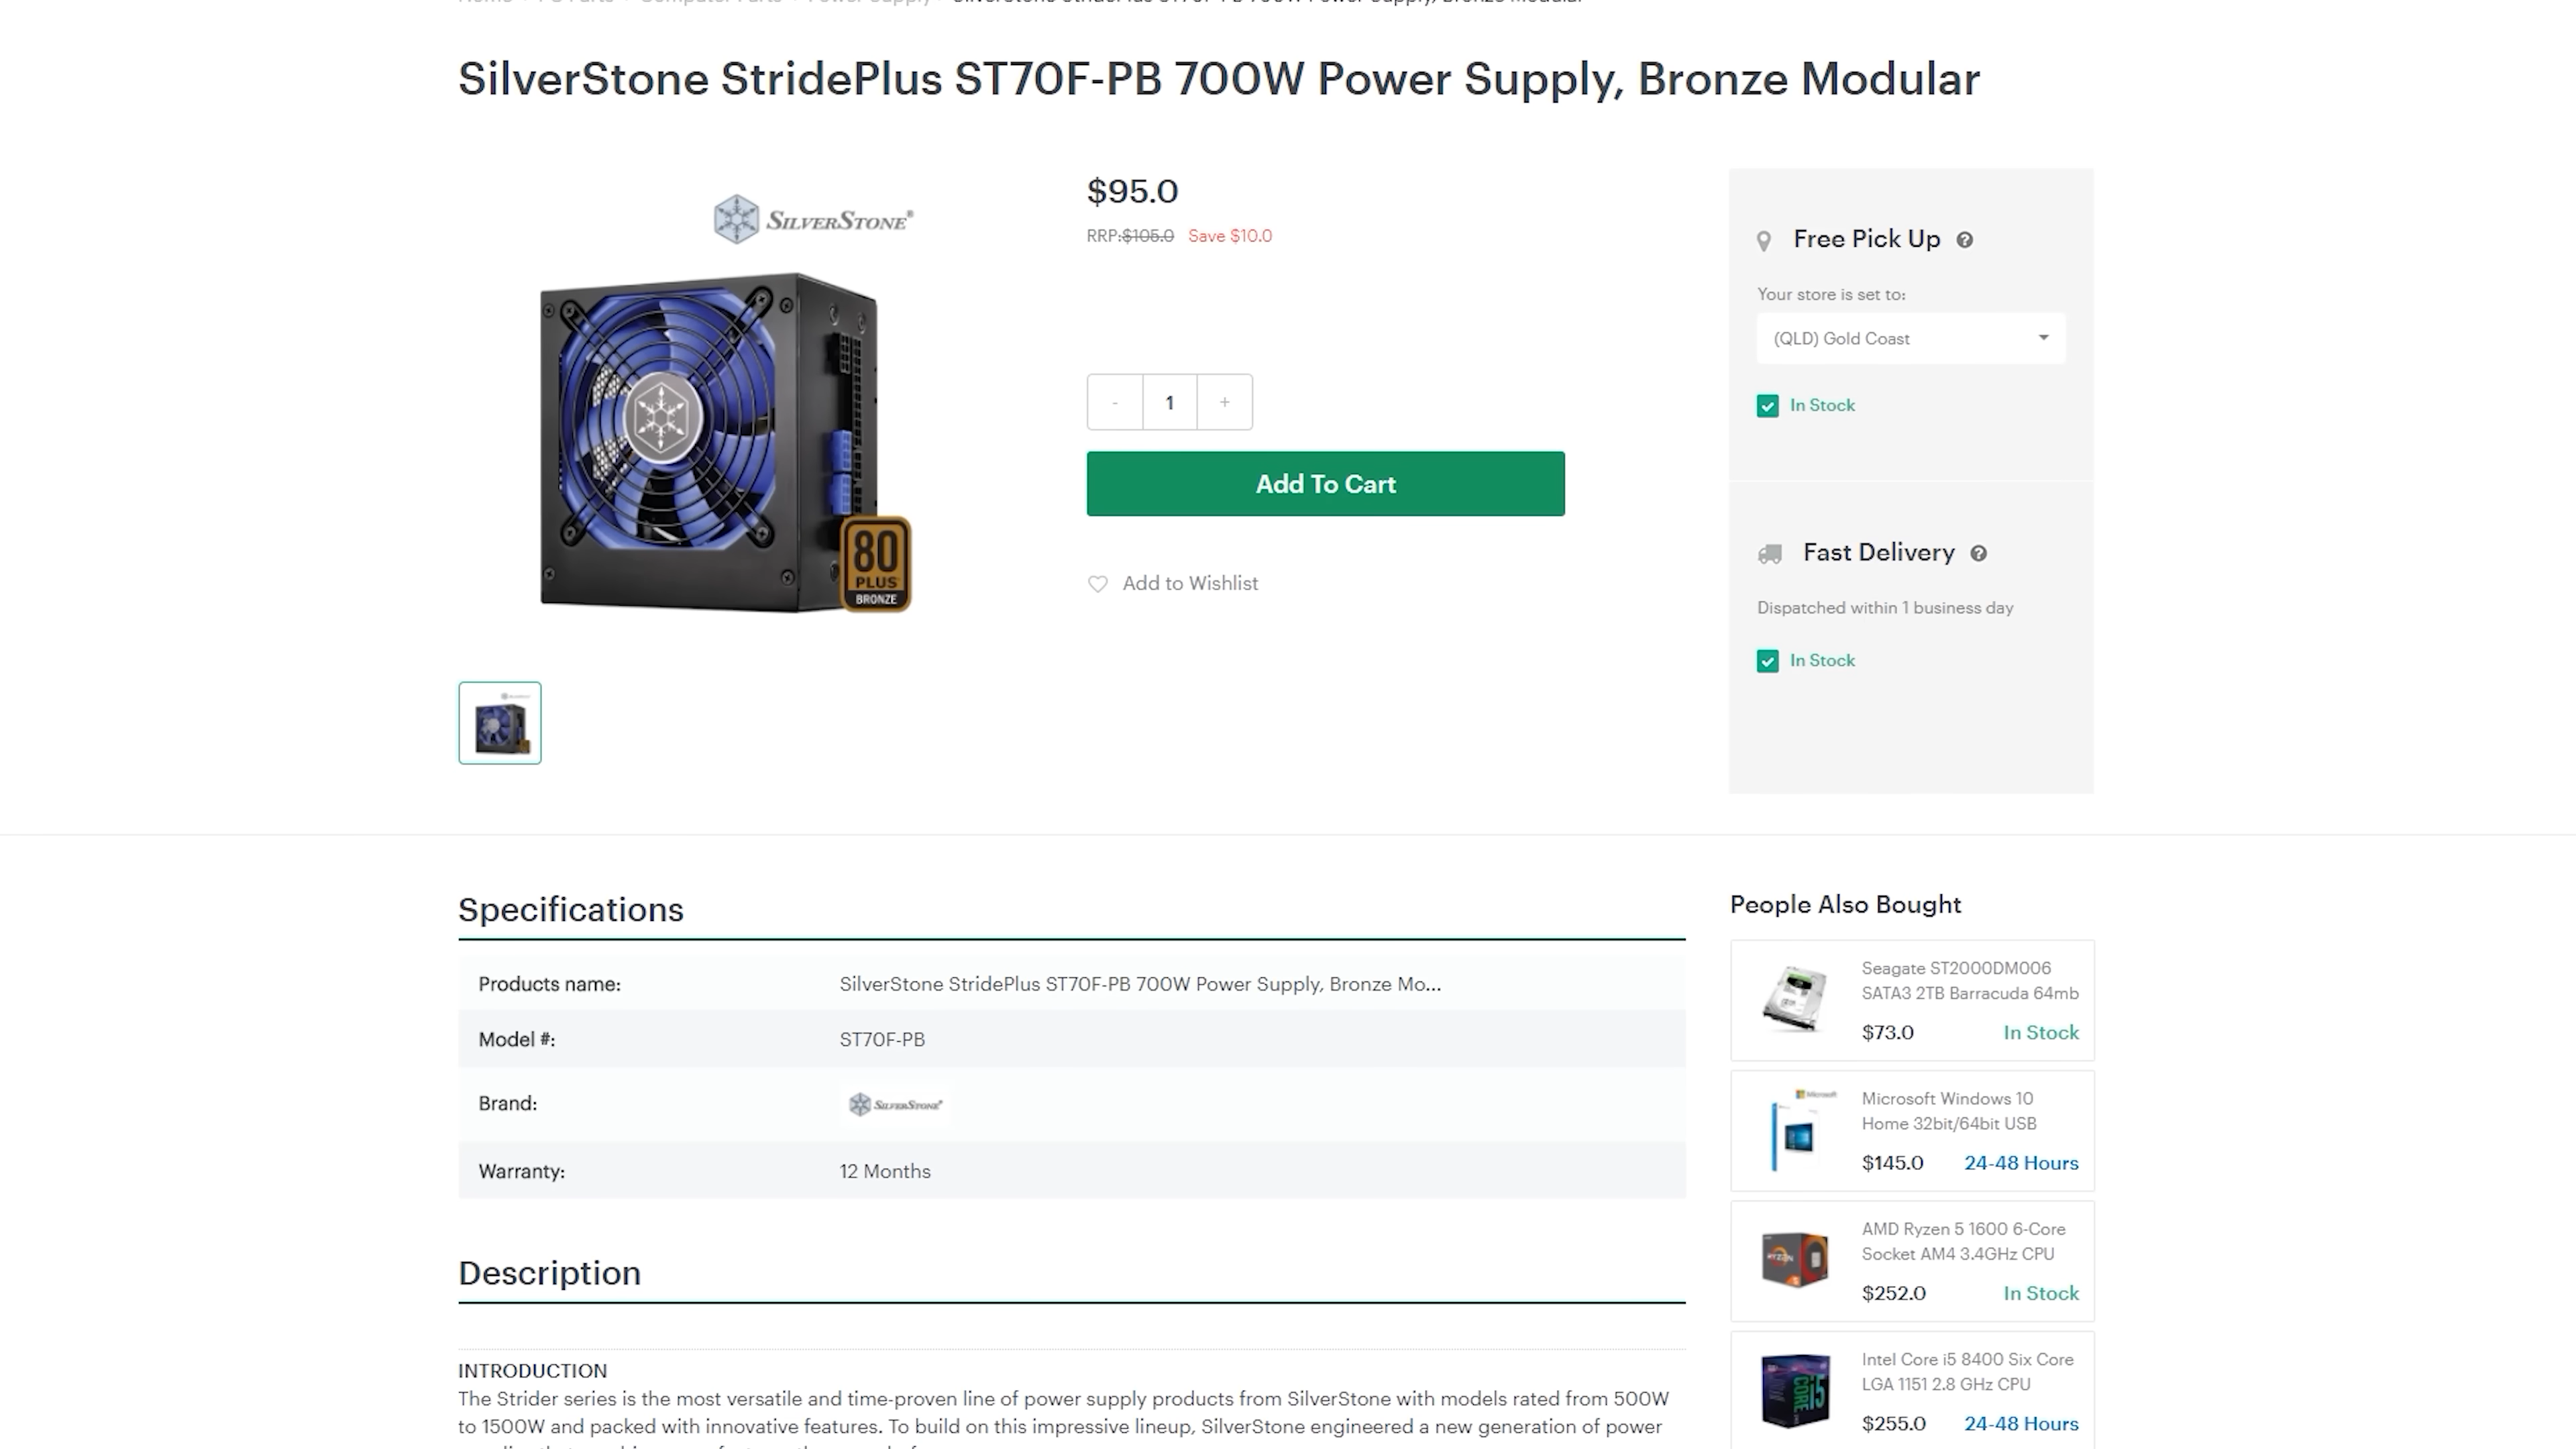 SilverStone StridePlus ST70F-PB 700W Power Supply, Bronze Modular
SILVERSTONE®
80
PLUS
BRONZE
$95.0
RRP:$105.0 Save $10.0
- 1 +
Add To Cart
Add to Wishlist
Free Pick Up ?
Your store is set to:
(QLD) Gold Coast
In Stock
Fast Delivery ?
Dispatched within 1 business day
In Stock
Specifications
Products name: SilverStone StridePlus ST70F-PB 700W Power Supply, Bronze Mo...
Model #: ST70F-PB
Brand: SILVERSTONE®
Warranty: 12 Months
Description
INTRODUCTION
The Strider series is the most versatile and time-proven line of power supply products from SilverStone with models rated from 500W
to 1500W and packed with innovative features. To build on this impressive lineup, SilverStone engineered a new generation of power
People Also Bought
Seagate ST2000DM006
SATA3 2TB Barracuda 64mb
$73.0 In Stock
Microsoft
Microsoft Windows 10
Home 32bit/64bit USB
$145.0 24-48 Hours
RYZEN
AMD Ryzen 5 1600 6-Core
Socket AM4 3.4GHz CPU
$252.0 In Stock
CORE i5
Intel Core i5 8400 Six Core
LGA 1151 2.8 GHz CPU
$255.0 24-48 Hours